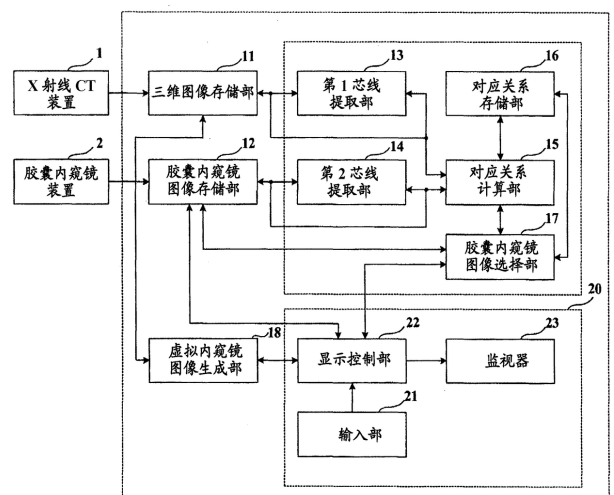 1
X 射线 CT
装置
2
胶囊内窥镜
装置
11
三维图像存储部
12
胶囊内窥镜
图像存储部
13
第 1 芯线
提取部
14
第 2 芯线
提取部
16
对应关系
存储部
15
对应关系
计算部
17
胶囊内窥镜
图像选择部
18
虚拟内窥镜
图像生成部
20
22
显示控制部
23
监视器
21
输入部